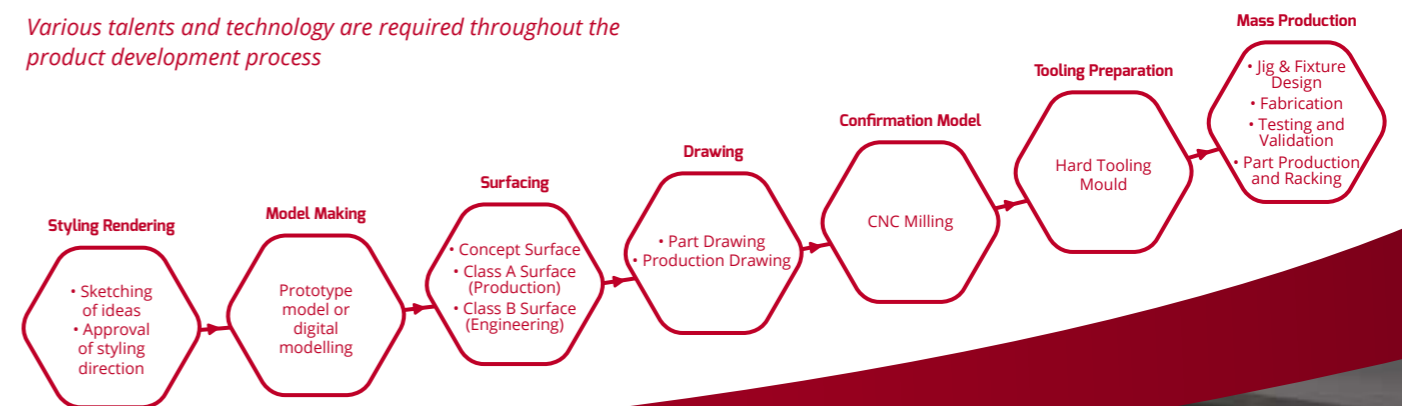 Various talents and technology are required throughout the
product development process
Styling Rendering
• Sketching
of ideas
• Approval
of styling
direction
Model Making
Prototype
model or
digital
modelling
Surfacing
• Concept Surface
• Class A Surface
(Production)
• Class B Surface
(Engineering)
Drawing
• Part Drawing
• Production Drawing
Confirmation Model
CNC Milling
Tooling Preparation
Hard Tooling
Mould
Mass Production
• Jig & Fixture
Design
• Fabrication
• Testing and
Validation
• Part Production
and Racking